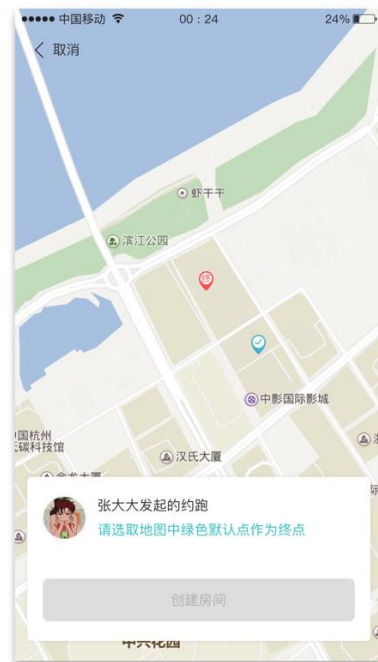 中国移动 00:24 24%
取消
虾干干
滨江公园
终
中影国际影城
国杭州
碳科技馆
汉氏大厦
张大大发起的约跑
请选取地图中绿色默认点作为终点
创建房间